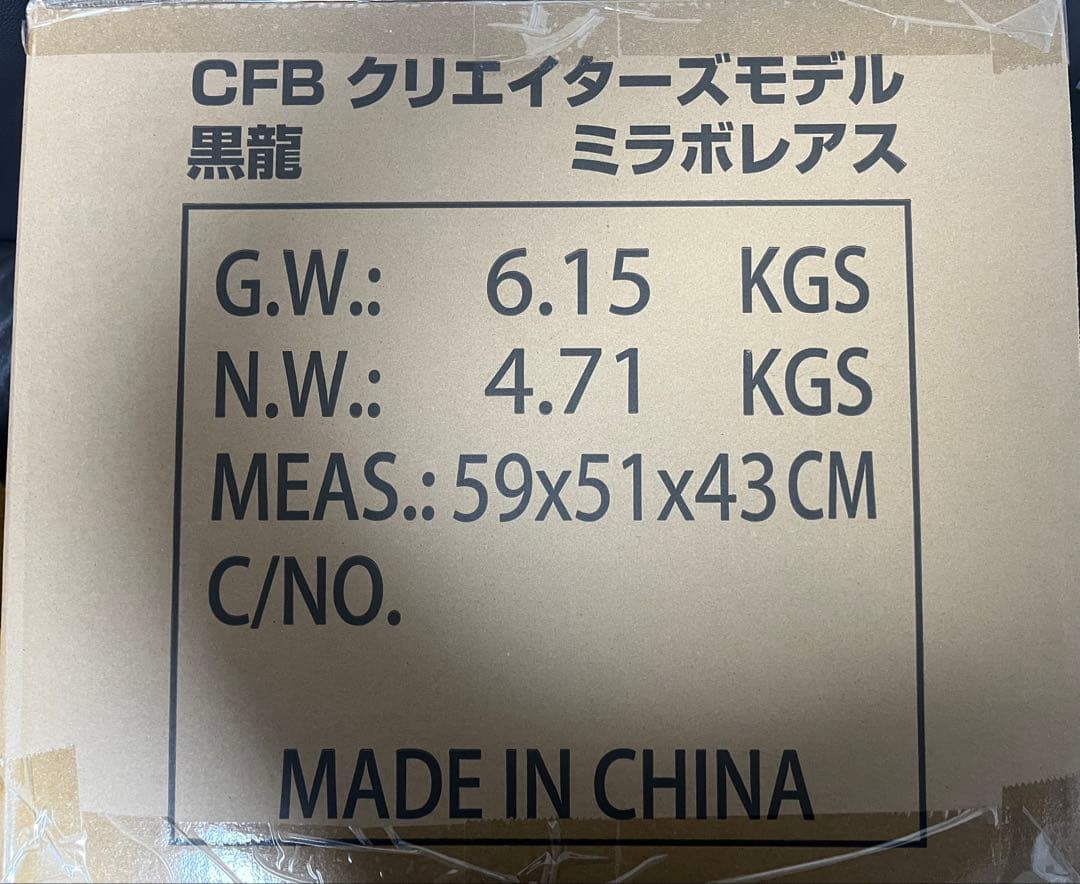 CFB クリエイターズモデル
黒龍 ミラボレアス
G.W.: 6.15 KGS
N.W.: 4.71 KGS
MEAS.: 59x51x43 CM
C/NO.
MADE IN CHINA